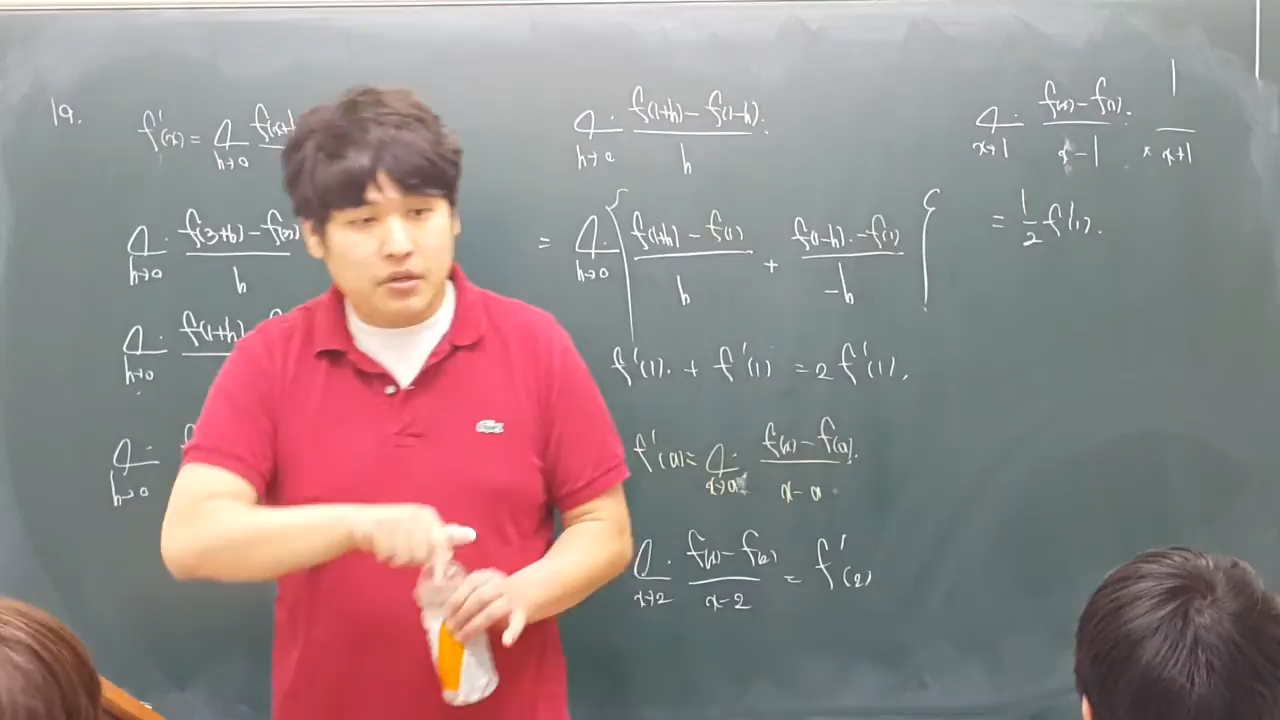 19.
f'(x) = lim h→0 f(x+h
lim h→0 f(3+h) - f(3) / h
lim h→0 f(1+h)
lim h→0
lim h→0 f(1+h) - f(1-h) / h
= lim h→0 { f(1+h) - f(1) / h + f(1-h) - f(1) / -h }
f'(1) + f'(1) = 2f'(1).
f'(a) = lim x→a f(x) - f(a) / x - a
lim x→2 f(x) - f(2) / x - 2 = f'(2)
lim x→1 f(x) - f(1) / x - 1 × 1 / x+1
= 1/2 f'(1).